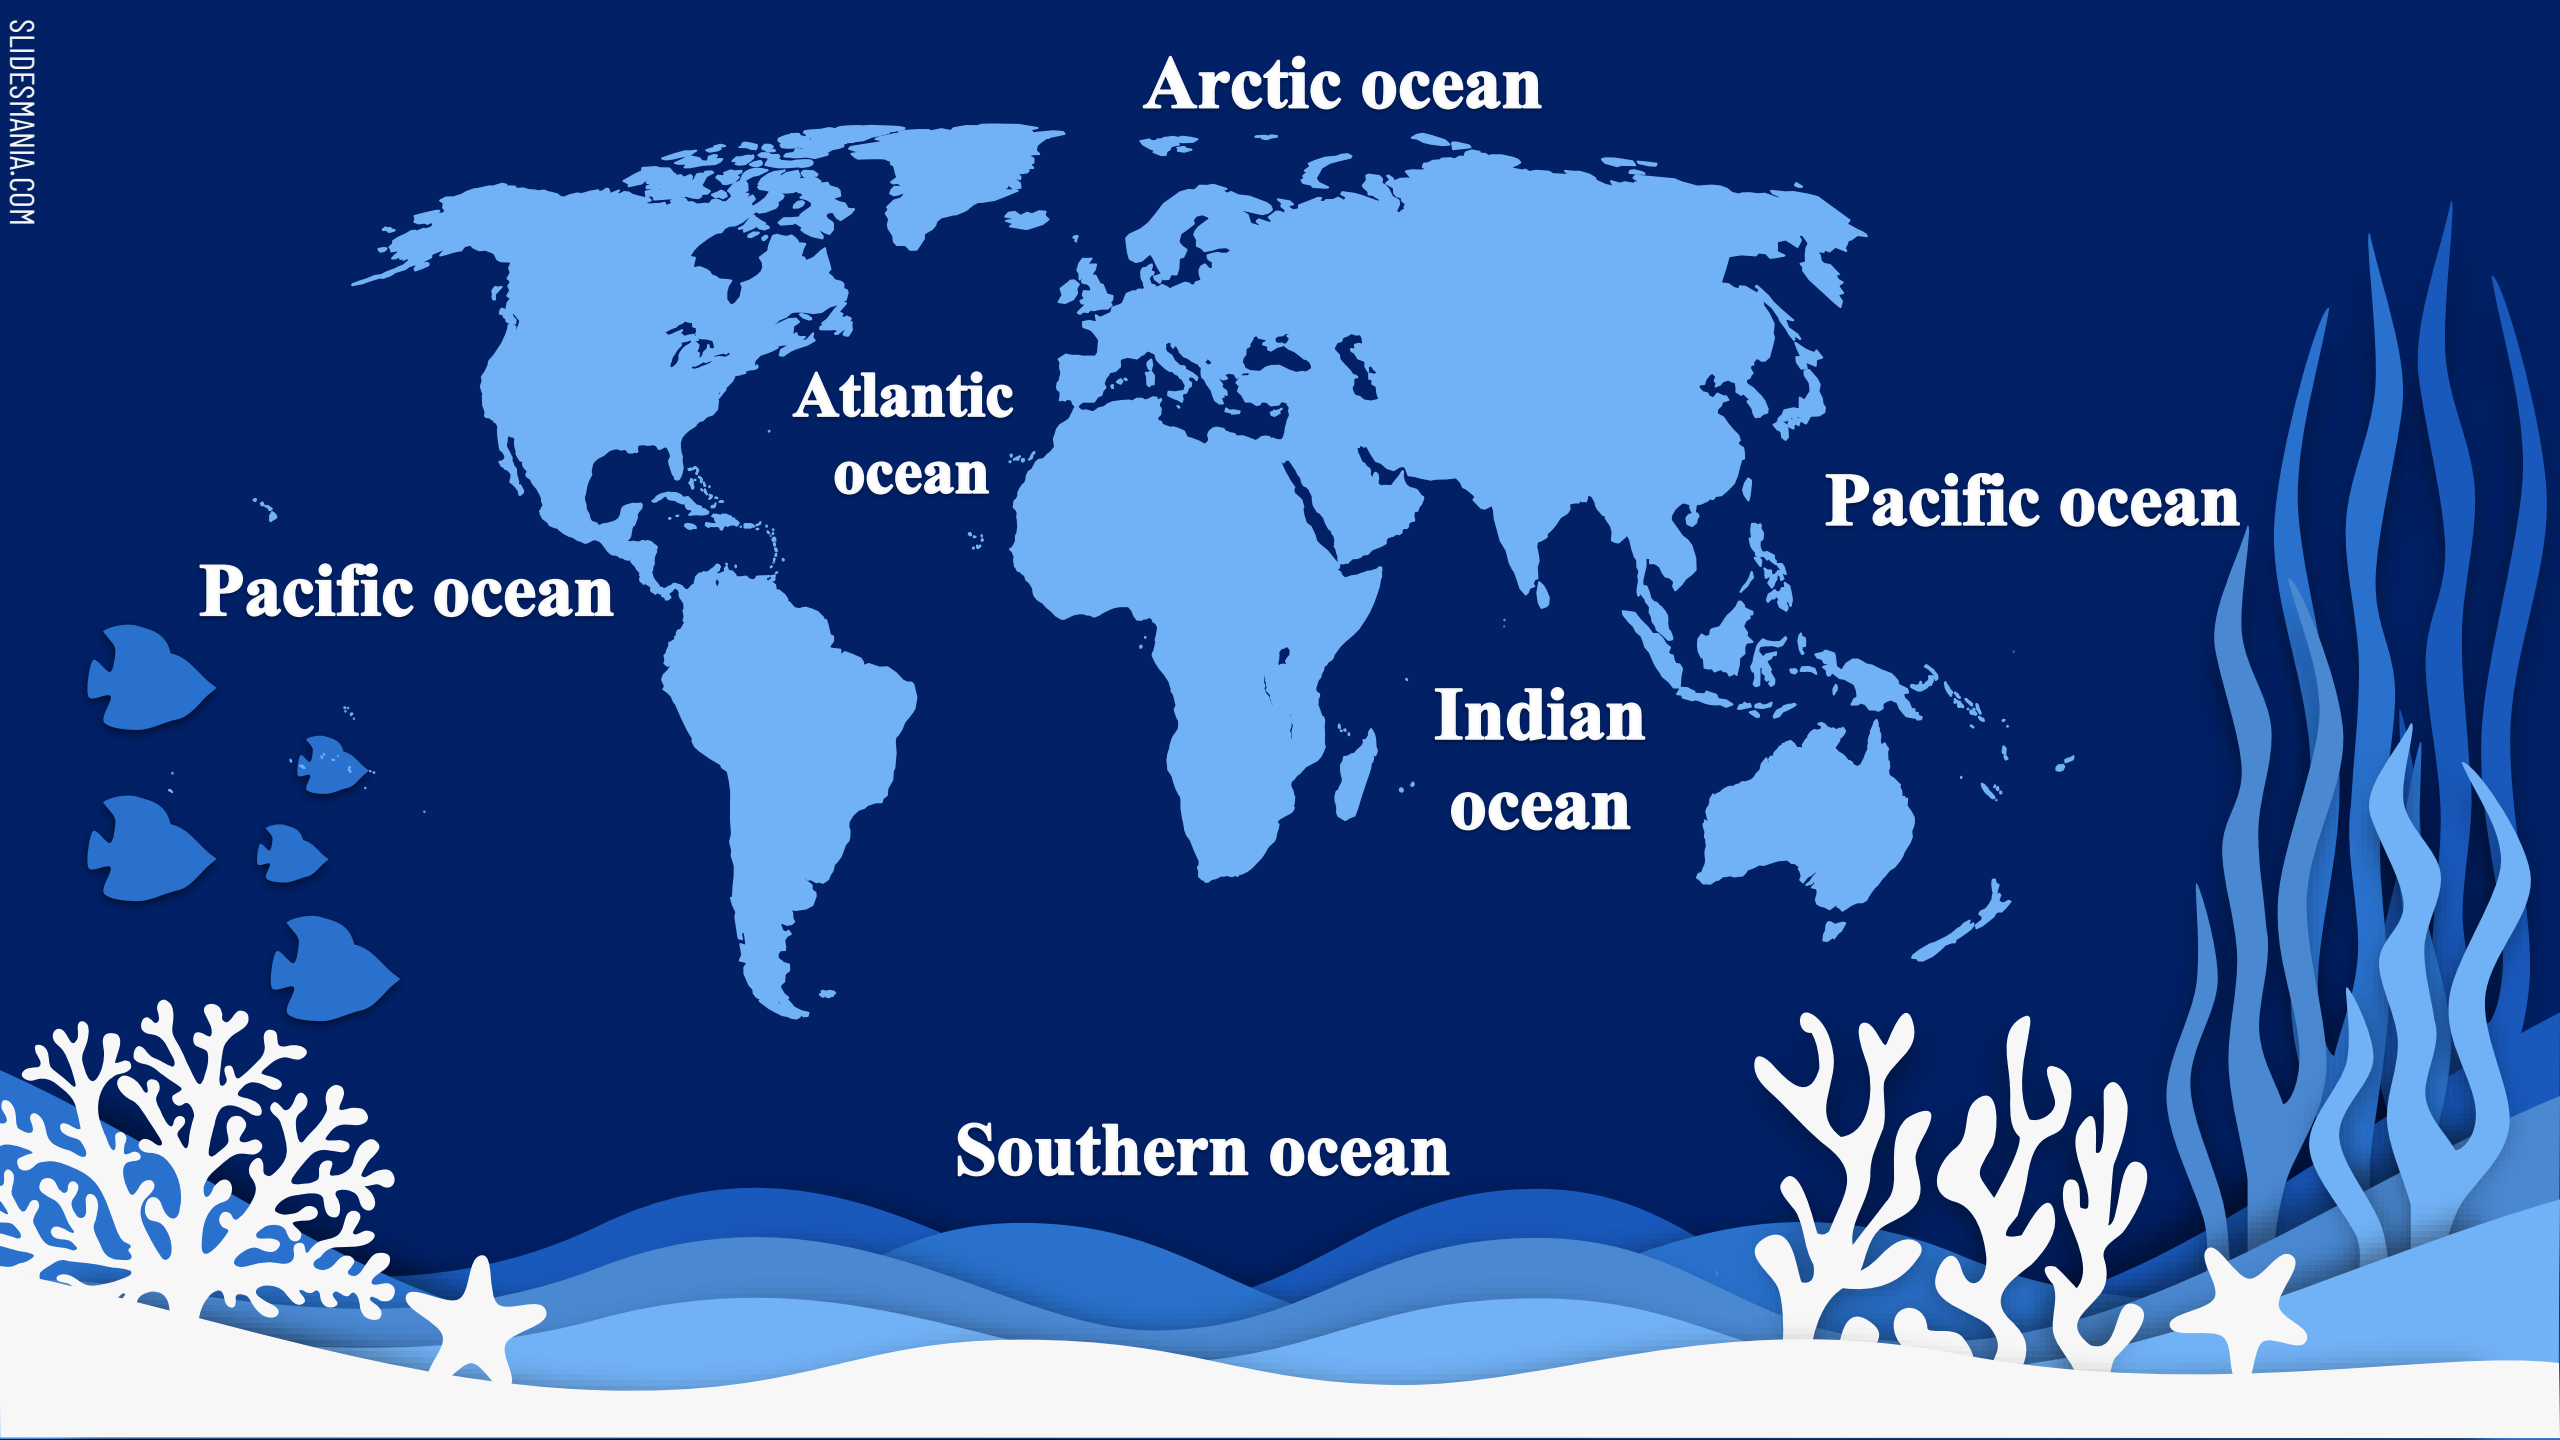 SLIDESMANIA.COM
Arctic ocean
Atlantic
ocean
Pacific ocean
Pacific ocean
Indian
ocean
Southern ocean